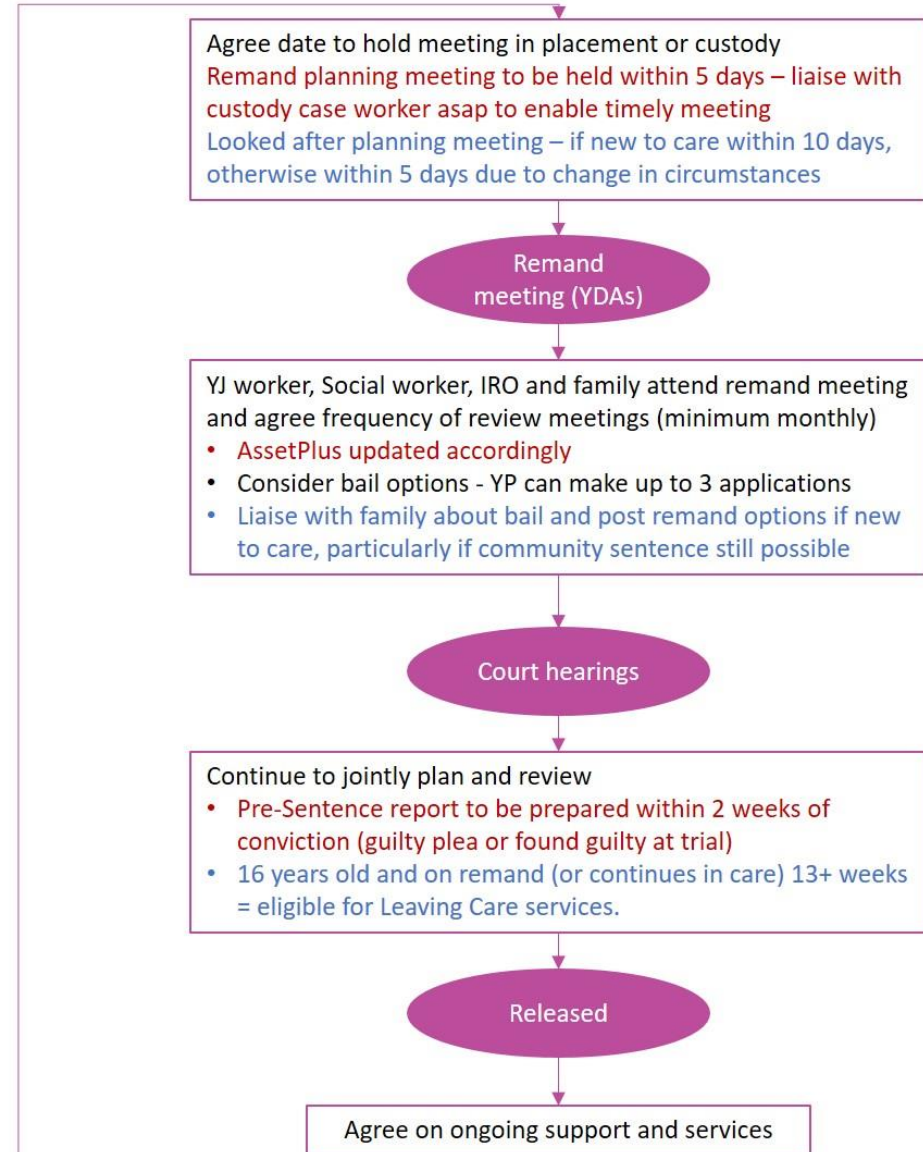 Agree date to hold meeting in placement or custody
Remand planning meeting to be held within 5 days – liaise with
custody case worker asap to enable timely meeting
Looked after planning meeting – if new to care within 10 days,
otherwise within 5 days due to change in circumstances
Remand
meeting (YDAs)
YJ worker, Social worker, IRO and family attend remand meeting
and agree frequency of review meetings (minimum monthly)
• AssetPlus updated accordingly
• Consider bail options - YP can make up to 3 applications
• Liaise with family about bail and post remand options if new
to care, particularly if community sentence still possible
Court hearings
Continue to jointly plan and review
• Pre-Sentence report to be prepared within 2 weeks of
conviction (guilty plea or found guilty at trial)
• 16 years old and on remand (or continues in care) 13+ weeks
= eligible for Leaving Care services.
Released
Agree on ongoing support and services